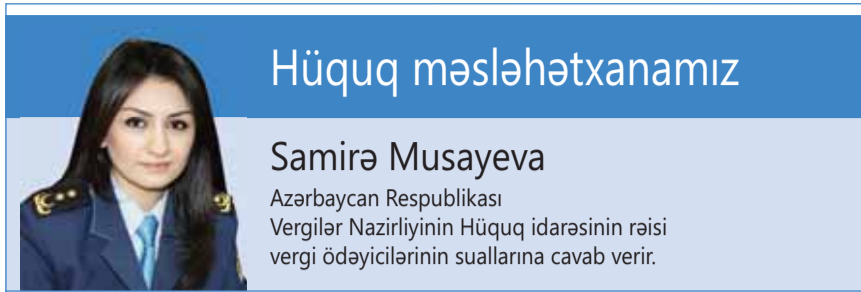 Hüquq məsləhətxanamız
Samirə Musayeva
Azərbaycan Respublikası
Vergilər Nazirliyinin Hüquq idarəsinin rəisi
vergi ödəyicilərinin suallarına cavab verir.